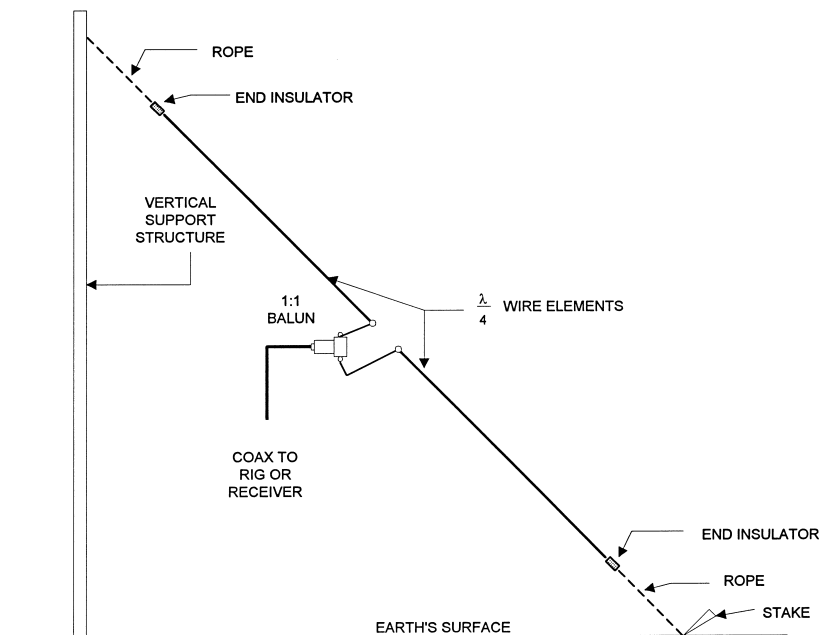 ROPE
END INSULATOR
VERTICAL
SUPPORT
STRUCTURE
1:1
BALUN
λ
4
WIRE ELEMENTS
COAX TO
RIG OR
RECEIVER
END INSULATOR
ROPE
STAKE
EARTH'S SURFACE